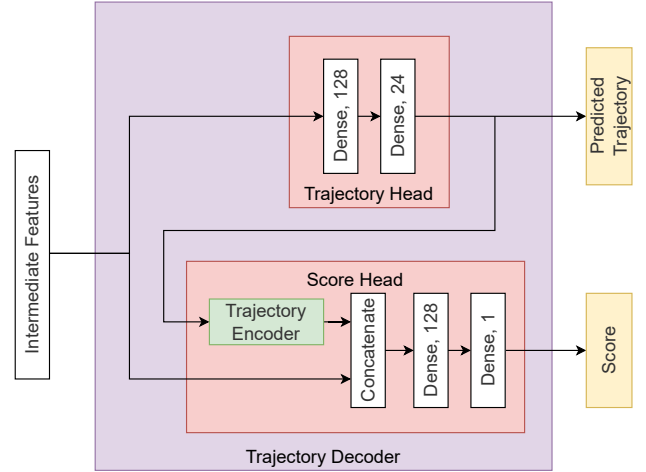 Intermediate Features
Dense, 128
Dense, 24
Trajectory Head
Predicted
Trajectory
Score Head
Trajectory
Encoder
Concatenate
Dense, 128
Dense, 1
Score
Trajectory Decoder